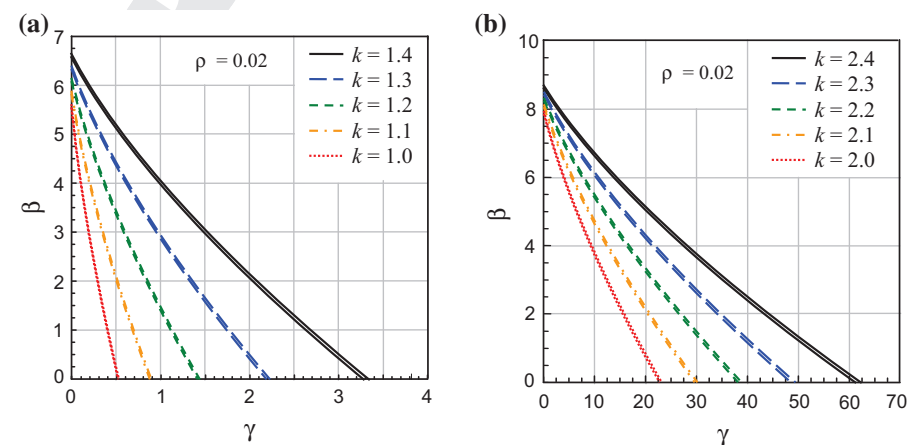 (a)
7
6
5
4
3
2
1
0
β
ρ = 0.02
k = 1.4
k = 1.3
k = 1.2
k = 1.1
k = 1.0
0 1 2 3 4
γ
(b)
10
8
6
4
2
0
β
ρ = 0.02
k = 2.4
k = 2.3
k = 2.2
k = 2.1
k = 2.0
0 10 20 30 40 50 60 70
γ